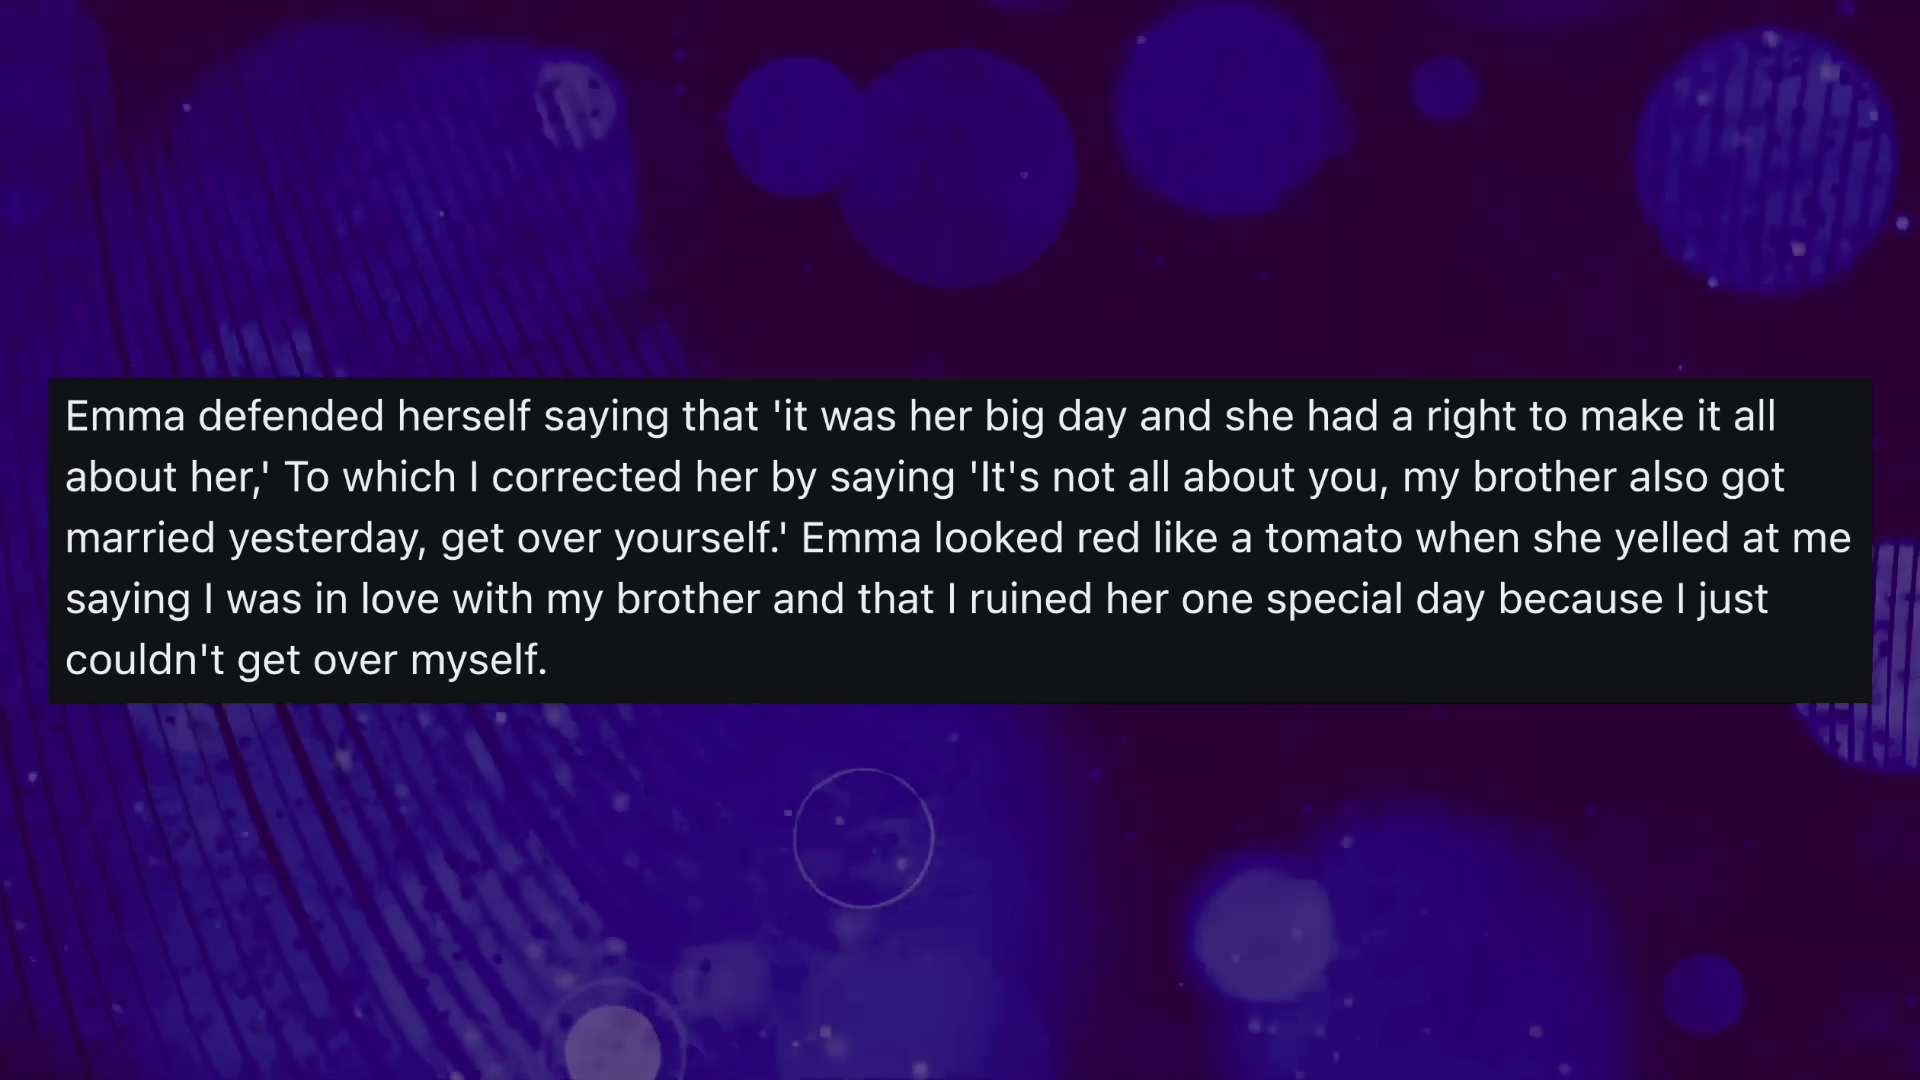 Emma defended herself saying that 'it was her big day and she had a right to make it all
about her,' To which I corrected her by saying 'It's not all about you, my brother also got
married yesterday, get over yourself.' Emma looked red like a tomato when she yelled at me
saying I was in love with my brother and that I ruined her one special day because I just
couldn't get over myself.